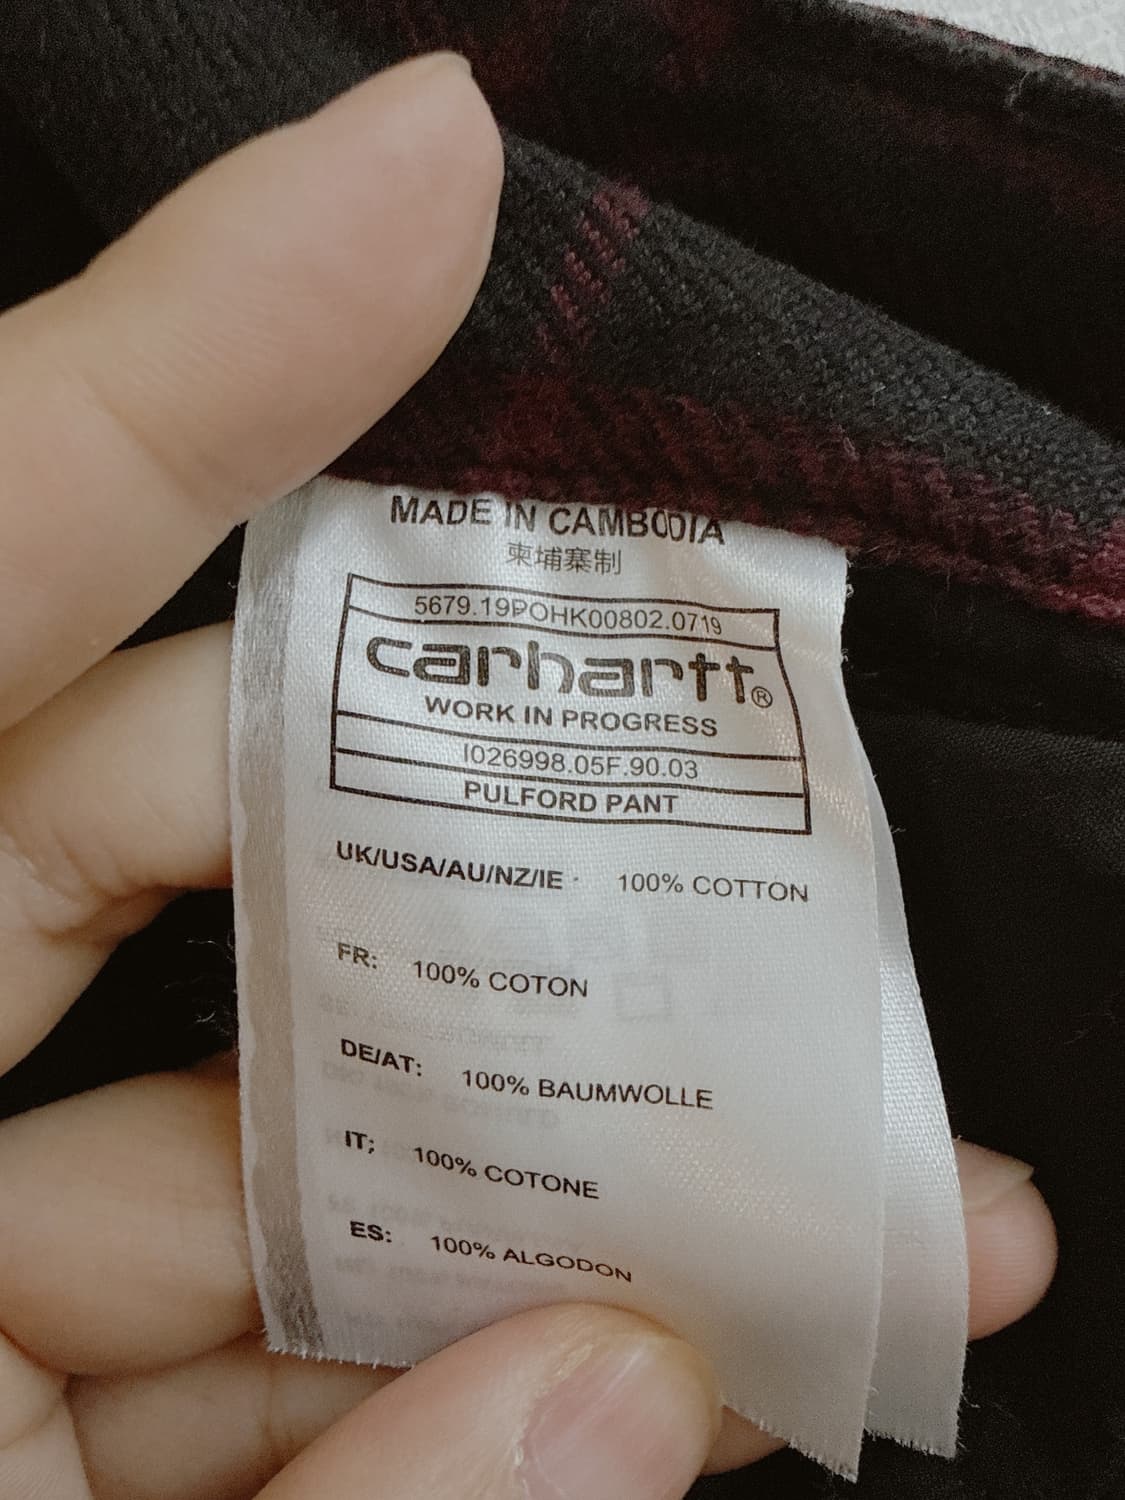 MADE IN CAMBODIA
柬埔寨制
5679.19POHK00802.0719
carhartt®
WORK IN PROGRESS
I026998.05F.90.03
PULFORD PANT
UK/USA/AU/NZ/IE · 100% COTTON
FR: 100% COTON
DE/AT: 100% BAUMWOLLE
IT; 100% COTONE
ES: 100% ALGODON